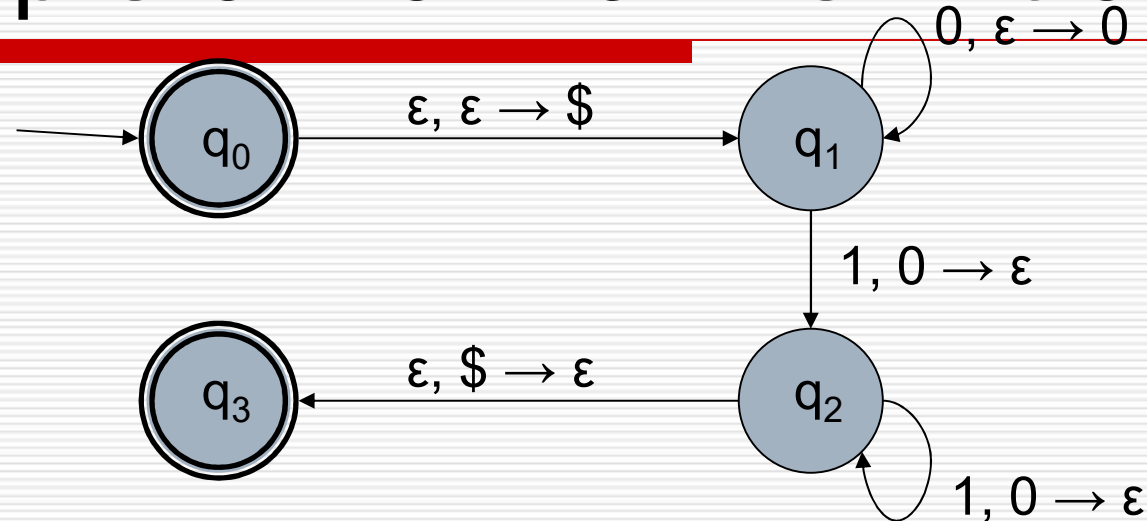 0, ε → 0
ε, ε → $
q₀
q₁
1, 0 → ε
ε, $ → ε
q₃
q₂
1, 0 → ε